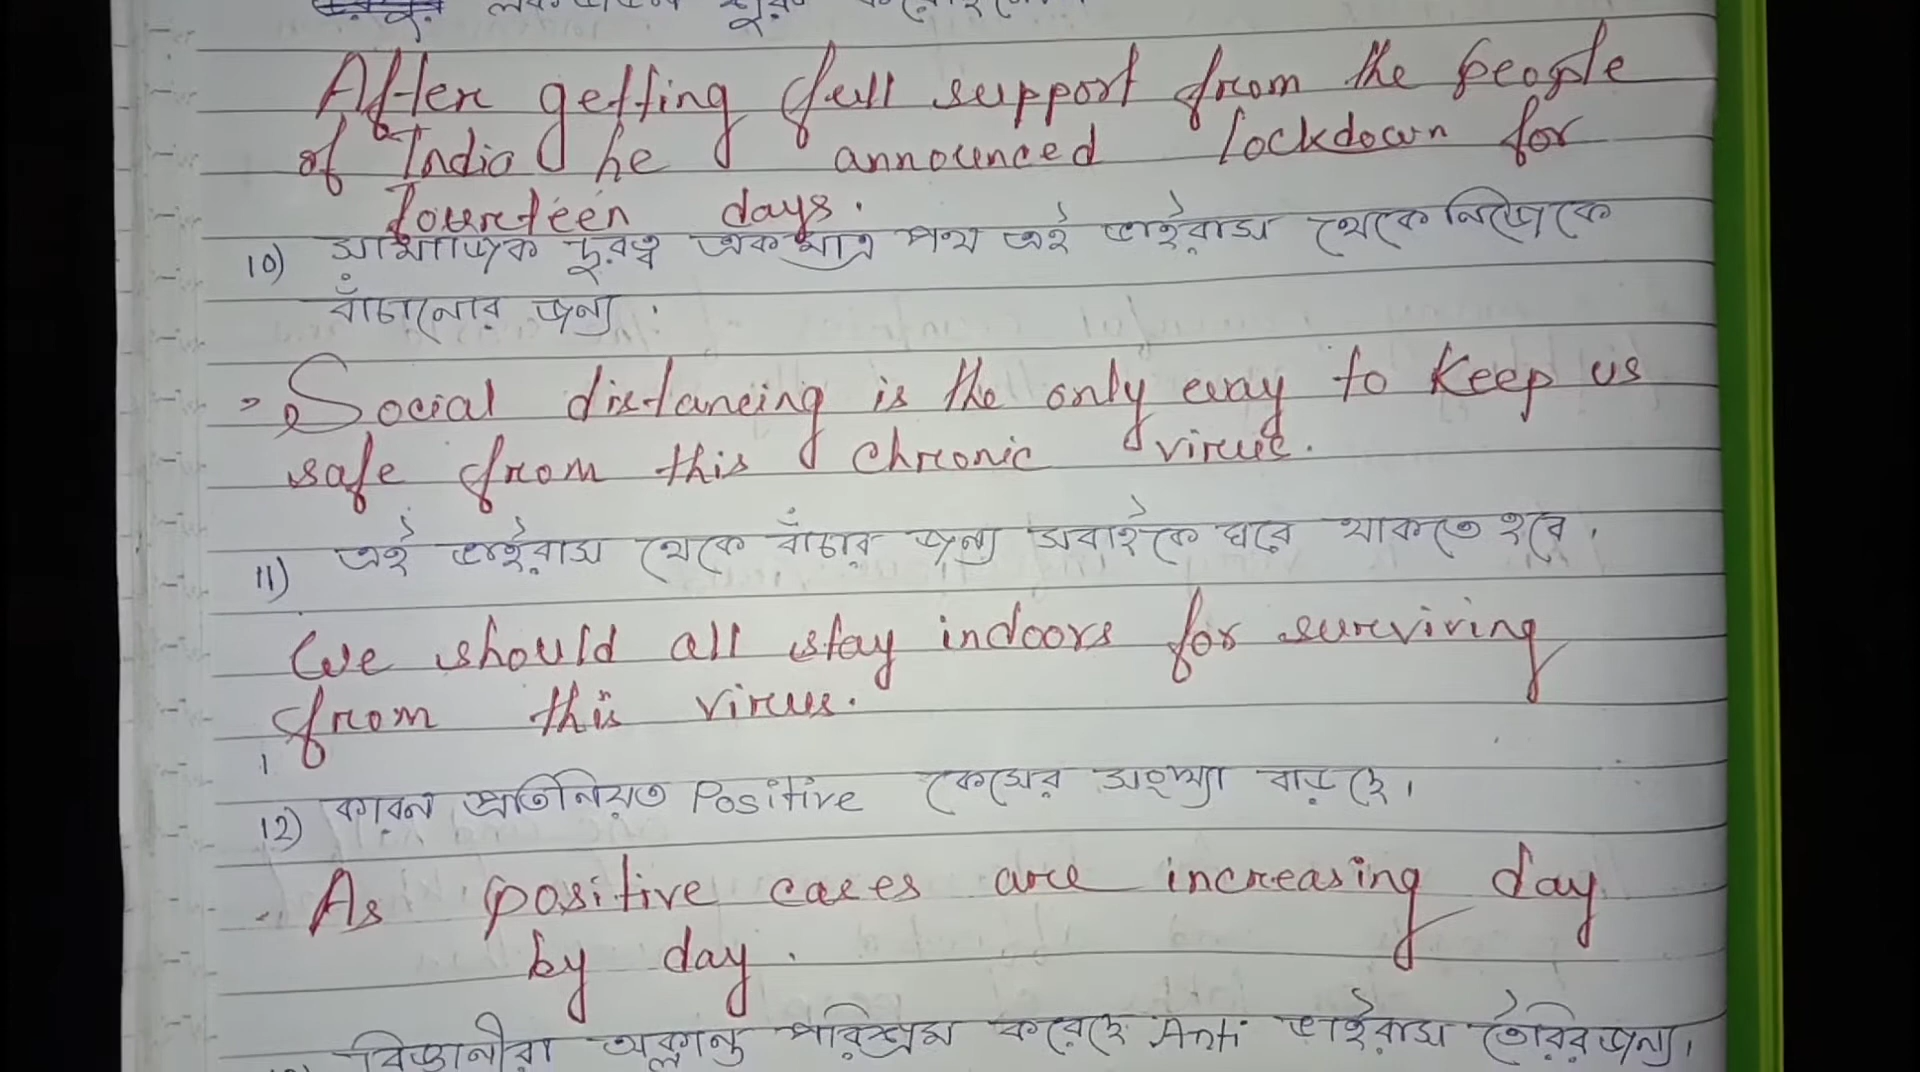 লকডাউন শুরু
After getting full support from the people
of India he announced lockdown for
fourteen days.
10) সামাজিক দুরত্ব একমাত্র পথ এই ভাইরাস থেকে নিজেকে
বাঁচানোর জন্য.
Social distancing is the only way to keep us
safe from this chronic virus.
11) এই ভাইরাস থেকে বাঁচার জন্য সবাইকে ঘরে থাকতে হবে.
We should all stay indoors for surviving
from this virus.
12) কারন প্রতিনিয়ত Positive কেসের সংখ্যা বাড়ছে।
As positive cases are increasing day
by day.
বিজ্ঞানীরা অক্লান্ত পরিশ্রম করেছে Anti ভাইরাস তৈরির জন্য।